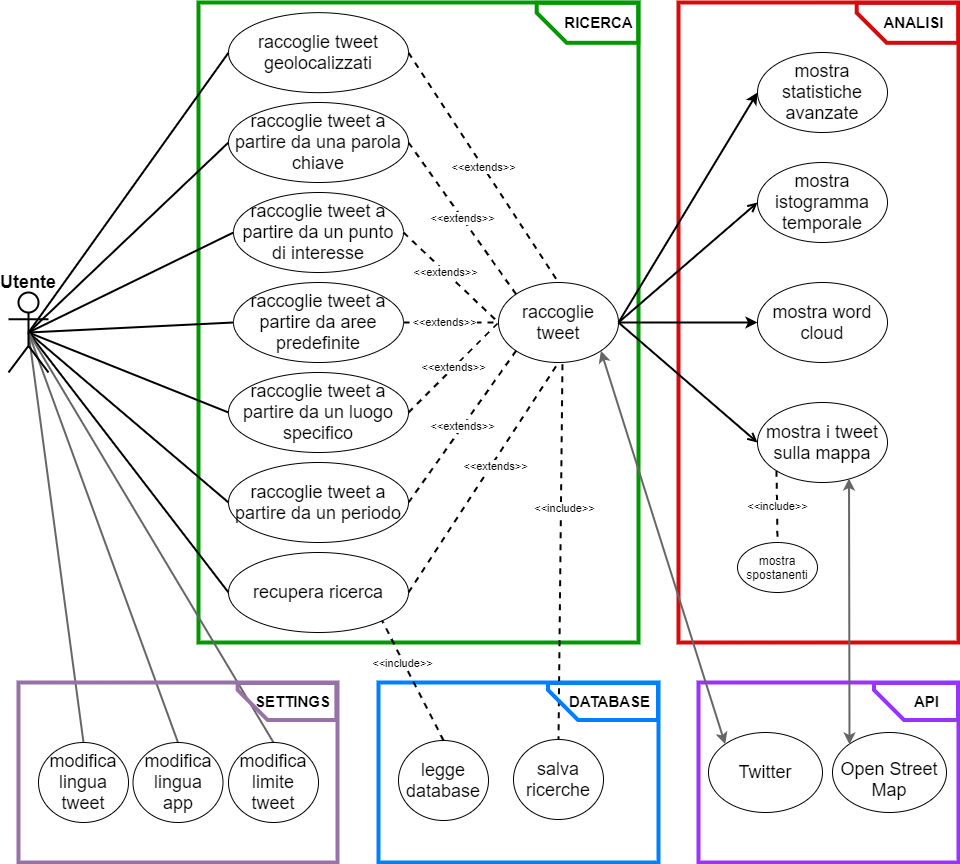 RICERCA
raccoglie tweet
geolocalizzati
raccoglie tweet a
partire da una parola
chiave
raccoglie tweet a
partire da un punto
di interesse
raccoglie tweet a
partire da aree
predefinite
raccoglie tweet a
partire da un luogo
specifico
raccoglie tweet a
partire da un periodo
recupera ricerca
Utente
<<extends>>
<<extends>>
<<extends>>
<<extends>>
<<extends>>
<<extends>>
<<extends>>
<<include>>
<<include>>
raccoglie
tweet
ANALISI
mostra
statistiche
avanzate
mostra
istogramma
temporale
mostra word
cloud
mostra i tweet
sulla mappa
<<include>>
mostra
spostanenti
SETTINGS
modifica
lingua
tweet
modifica
lingua
app
modifica
limite
tweet
DATABASE
legge
database
salva
ricerche
API
Twitter
Open Street
Map